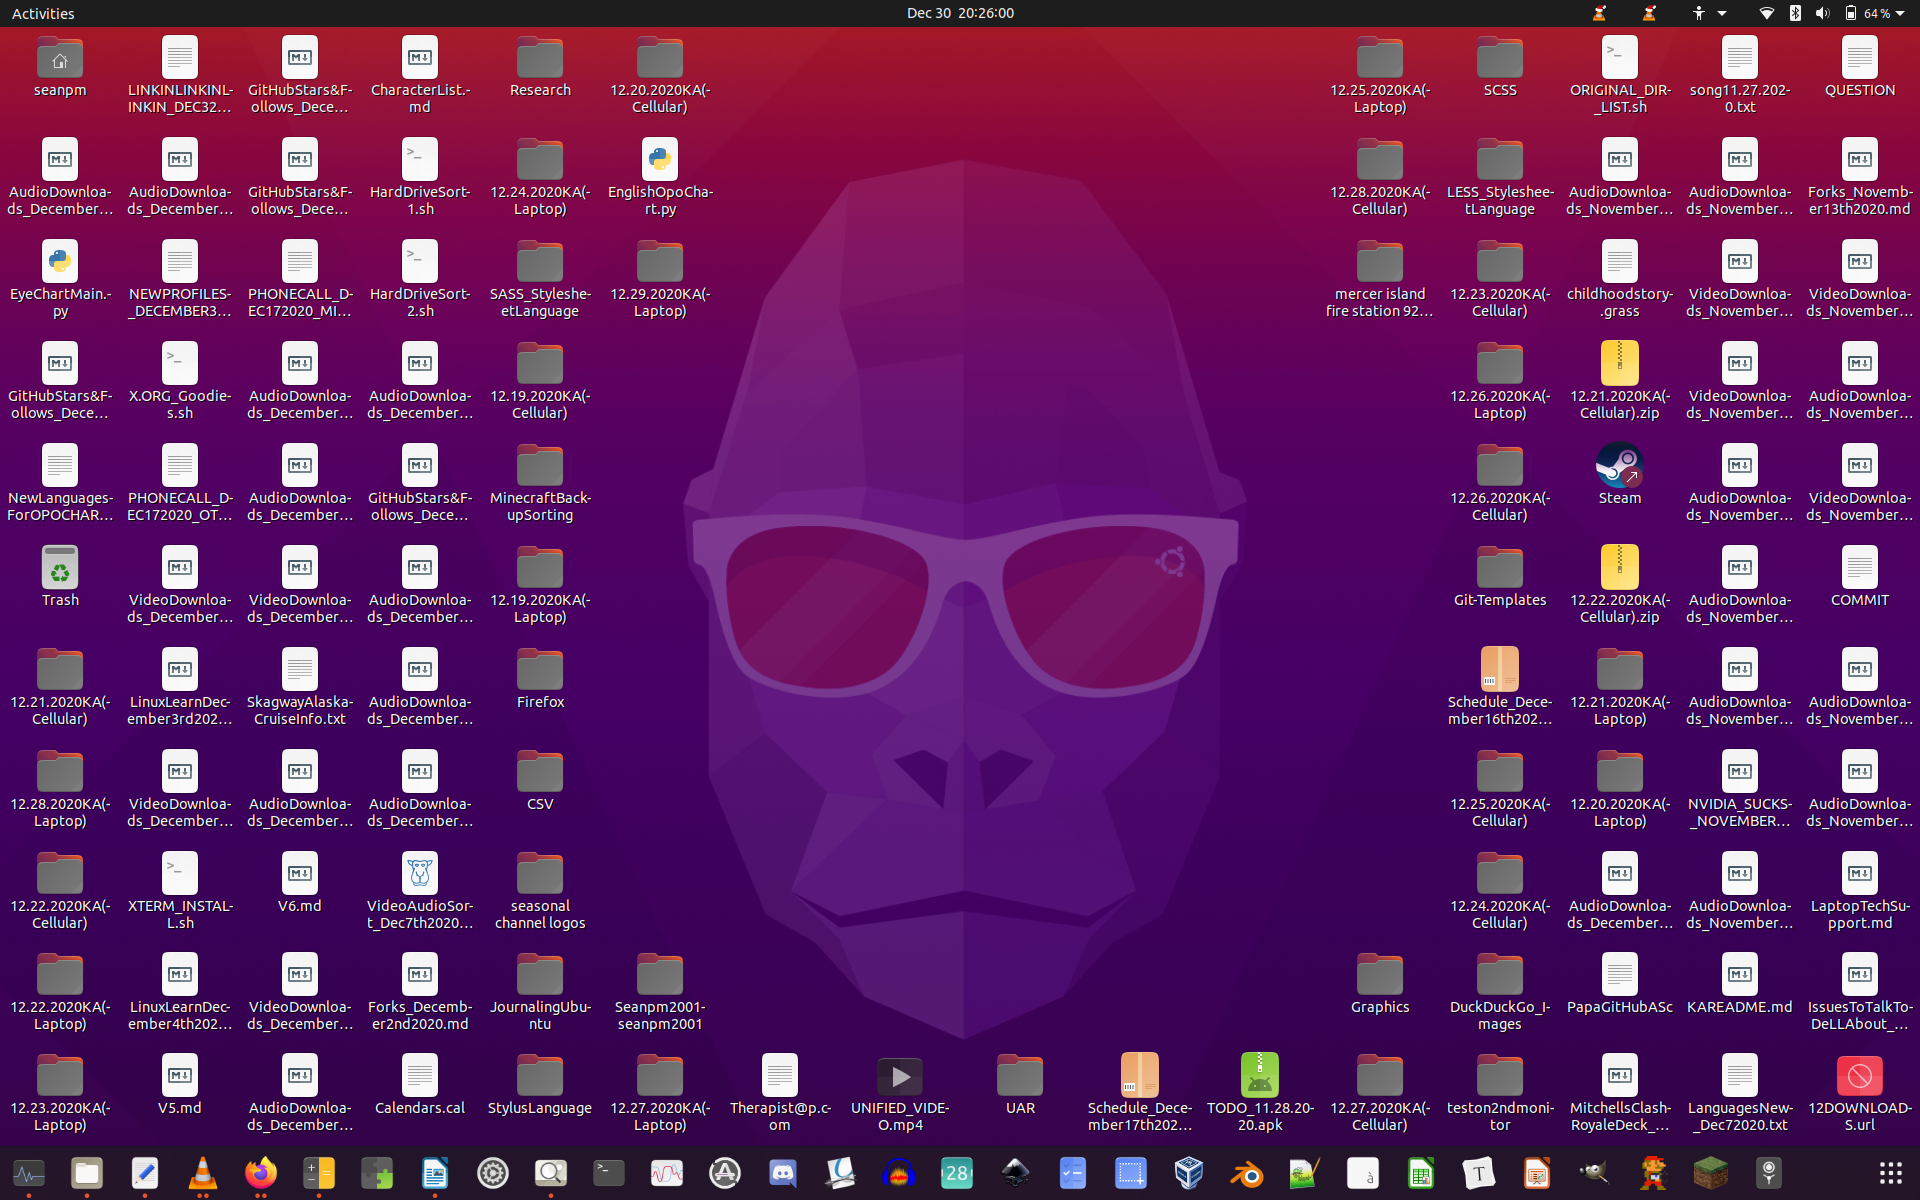 Activities
Dec 30 20:26:00
64 %
seanpm
LINKINLINKINL-
INKIN_DEC32...
GitHubStars&F-
ollows_Dece...
CharacterList.-
md
Research
12.20.2020KA(-
Cellular)
12.25.2020KA(-
Laptop)
SCSS
ORIGINAL_DIR-
_LIST.sh
song11.27.202-
0.txt
QUESTION
AudioDownloa-
ds_December...
AudioDownloa-
ds_December...
GitHubStars&F-
ollows_Dece...
HardDriveSort-
1.sh
12.24.2020KA(-
Laptop)
EnglishOpoCha-
rt.py
12.28.2020KA(-
Cellular)
LESS_Styleshee-
tLanguage
AudioDownloa-
ds_November...
AudioDownloa-
ds_November...
Forks_Novemb-
er13th2020.md
EyeChartMain.-
py
NEWPROFILES-
_DECEMBER3...
PHONECALL_D-
EC172020_MI...
HardDriveSort-
2.sh
SASS_Styleshe-
etLanguage
12.29.2020KA(-
Laptop)
mercer island
fire station 92...
12.23.2020KA(-
Cellular)
childhoodstory-
.grass
VideoDownloa-
ds_November...
VideoDownloa-
ds_November...
GitHubStars&F-
ollows_Dece...
X.ORG_Goodie-
s.sh
AudioDownloa-
ds_December...
AudioDownloa-
ds_December...
12.19.2020KA(-
Cellular)
12.26.2020KA(-
Laptop)
12.21.2020KA(-
Cellular).zip
VideoDownloa-
ds_November...
AudioDownloa-
ds_November...
NewLanguages-
ForOPOCHAR...
PHONECALL_D-
EC172020_OT...
AudioDownloa-
ds_December...
GitHubStars&F-
ollows_Dece...
MinecraftBack-
upSorting
12.26.2020KA(-
Cellular)
Steam
AudioDownloa-
ds_November...
VideoDownloa-
ds_November...
Trash
VideoDownloa-
ds_December...
VideoDownloa-
ds_December...
AudioDownloa-
ds_December...
12.19.2020KA(-
Laptop)
Git-Templates
12.22.2020KA(-
Cellular).zip
AudioDownloa-
ds_November...
COMMIT
12.21.2020KA(-
Cellular)
LinuxLearnDec-
ember3rd202...
SkagwayAlaska-
CruiseInfo.txt
AudioDownloa-
ds_December...
Firefox
Schedule_Dece-
mber16th202...
12.21.2020KA(-
Laptop)
AudioDownloa-
ds_November...
AudioDownloa-
ds_November...
12.28.2020KA(-
Laptop)
VideoDownloa-
ds_December...
AudioDownloa-
ds_December...
AudioDownloa-
ds_December...
CSV
12.25.2020KA(-
Cellular)
12.20.2020KA(-
Laptop)
NVIDIA_SUCKS-
_NOVEMBER...
AudioDownloa-
ds_November...
12.22.2020KA(-
Cellular)
XTERM_INSTAL-
L.sh
V6.md
VideoAudioSor-
t_Dec7th2020...
seasonal
channel logos
12.24.2020KA(-
Cellular)
AudioDownloa-
ds_December...
AudioDownloa-
ds_November...
LaptopTechSu-
pport.md
12.22.2020KA(-
Laptop)
LinuxLearnDec-
ember4th202...
VideoDownloa-
ds_December...
Forks_Decemb-
er2nd2020.md
JournalingUbu-
ntu
Seanpm2001-
seanpm2001
Graphics
DuckDuckGo_I-
mages
PapaGitHubASc
KAREADME.md
IssuesToTalkTo-
DeLLAbout_...
12.23.2020KA(-
Laptop)
V5.md
AudioDownloa-
ds_December...
Calendars.cal
StylusLanguage
12.27.2020KA(-
Laptop)
Therapist@p.c-
om
UNIFIED_VIDE-
O.mp4
UAR
Schedule_Dece-
mber17th202...
TODO_11.28.20-
20.apk
12.27.2020KA(-
Cellular)
teston2ndmoni-
tor
MitchellsClash-
RoyaleDeck_...
LanguagesNew-
_Dec72020.txt
12DOWNLOAD-
S.url
28
à
T